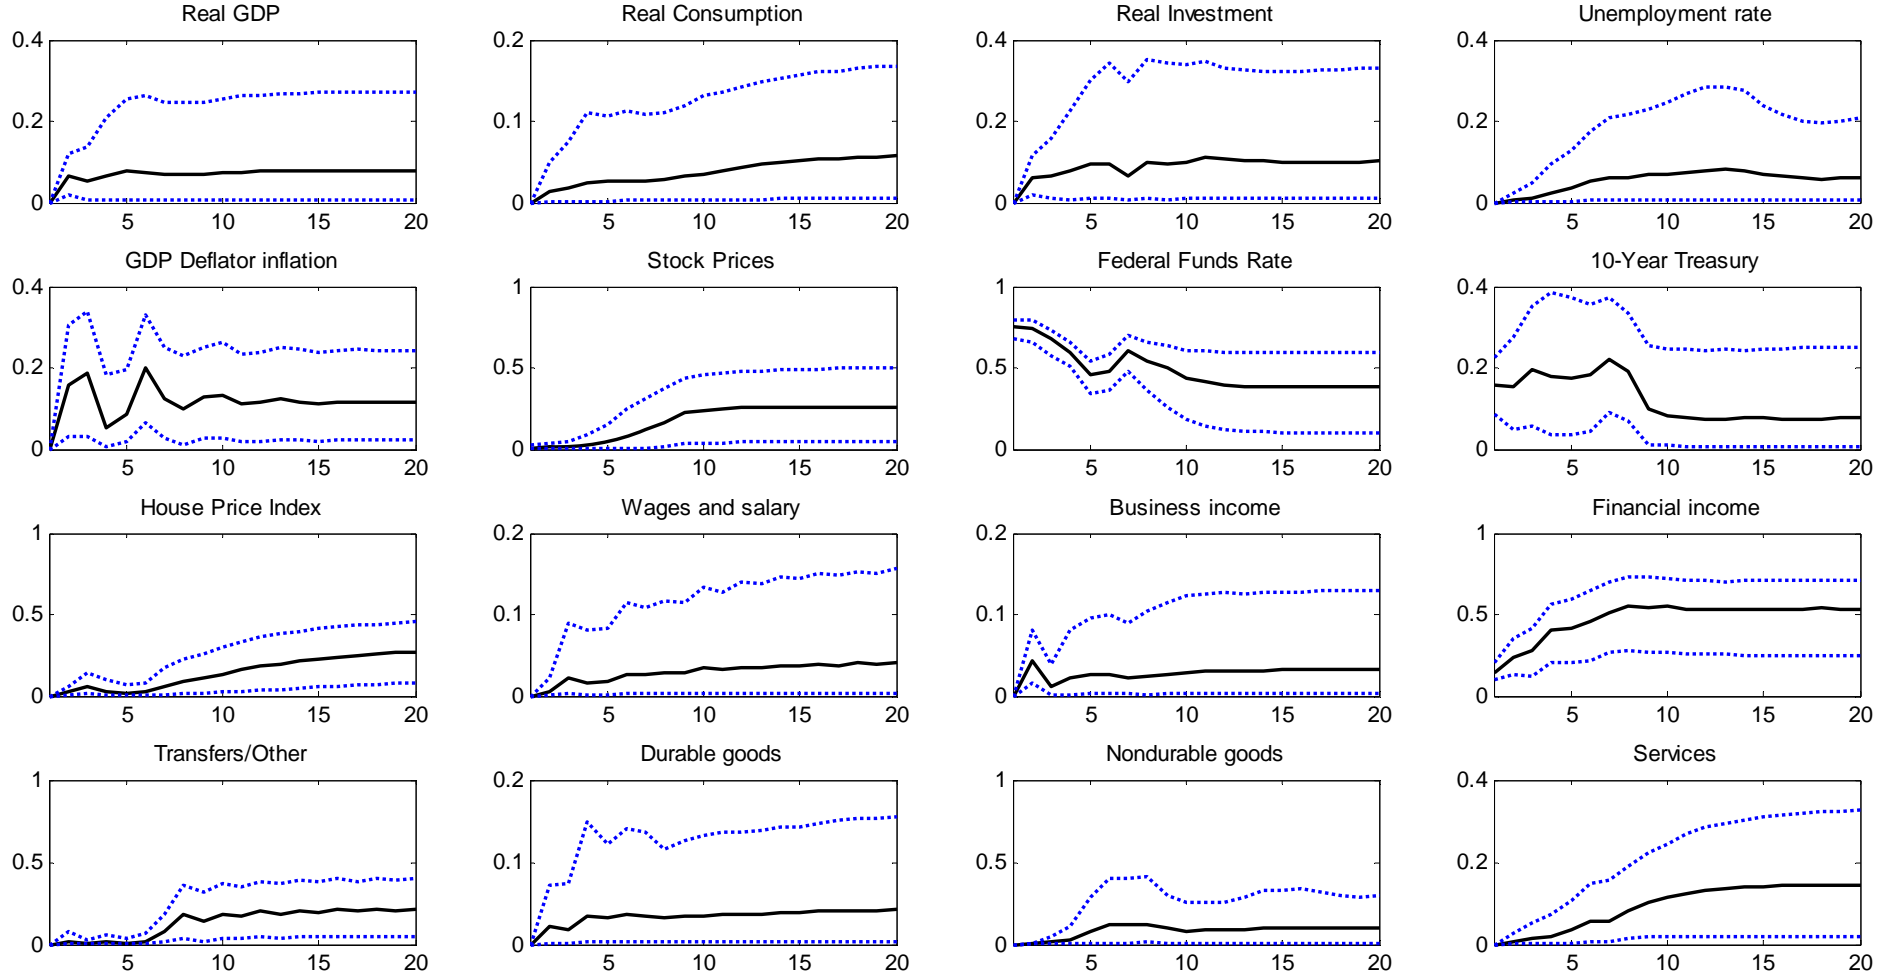 Real GDP
0.4
0.2
0
5 10 15 20
Real Consumption
0.2
0.1
0
5 10 15 20
Real Investment
0.4
0.2
0
5 10 15 20
Unemployment rate
0.4
0.2
0
5 10 15 20
GDP Deflator inflation
0.4
0.2
0
5 10 15 20
Stock Prices
1
0.5
0
5 10 15 20
Federal Funds Rate
1
0.5
0
5 10 15 20
10-Year Treasury
0.4
0.2
0
5 10 15 20
House Price Index
1
0.5
0
5 10 15 20
Wages and salary
0.2
0.1
0
5 10 15 20
Business income
0.2
0.1
0
5 10 15 20
Financial income
1
0.5
0
5 10 15 20
Transfers/Other
1
0.5
0
5 10 15 20
Durable goods
0.2
0.1
0
5 10 15 20
Nondurable goods
1
0.5
0
5 10 15 20
Services
0.4
0.2
0
5 10 15 20